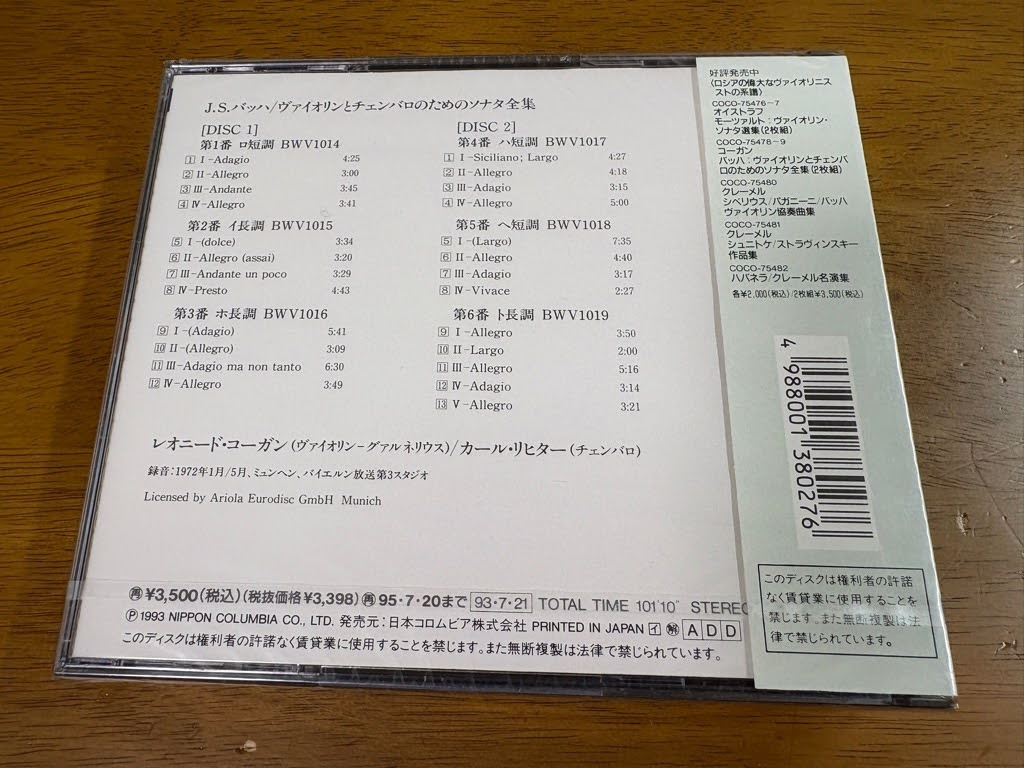 J.S.バッハ/ヴァイオリンとチェンバロのためのソナタ全集
[DISC 1]
第1番 ロ短調 BWV1014
1 I-Adagio 4:25
2 II-Allegro 3:00
3 III-Andante 3:45
4 IV-Allegro 3:41
第2番 イ長調 BWV1015
5 I-(dolce) 3:34
6 II-Allegro (assai) 3:20
7 III-Andante un poco 3:29
8 IV-Presto 4:43
第3番 ホ長調 BWV1016
9 I-(Adagio) 5:41
10 II-(Allegro) 3:09
11 III-Adagio ma non tanto 6:30
12 IV-Allegro 3:49
[DISC 2]
第4番 ハ短調 BWV1017
1 I-Siciliano; Largo 4:27
2 II-Allegro 4:18
3 III-Adagio 3:15
4 IV-Allegro 5:00
第5番 ヘ短調 BWV1018
5 I-(Largo) 7:35
6 II-Allegro 4:40
7 III-Adagio 3:17
8 IV-Vivace 2:27
第6番 ト長調 BWV1019
9 I-Allegro 3:50
10 II-Largo 2:00
11 III-Allegro 5:16
12 IV-Adagio 3:14
13 V-Allegro 3:21
レオニード・コーガン(ヴァイオリン-グァルネリウス)/カール・リヒター(チェンバロ)
録音:1972年1月/5月、ミュンヘン、バイエルン放送第3スタジオ
Licensed by Ariola Eurodisc GmbH Munich
再¥3,500(税込)(税抜価格¥3,398)再95・7・20まで 93・7・21 TOTAL TIME 101'10" STEREO
Ⓟ1993 NIPPON COLUMBIA CO., LTD. 発売元:日本コロムビア株式会社 PRINTED IN JAPAN イ 解 ADD
このディスクは権利者の許諾なく賃貸業に使用することを禁じます。また無断複製は法律で禁じられています。
好評発売中
(ロシアの偉大なヴァイオリニス
ストの系譜)
COCO-75476~7
オイストラフ
モーツァルト:ヴァイオリン・
ソナタ選集(2枚組)
COCO-75478~9
コーガン
バッハ:ヴァイオリンとチェンバ
ロのためのソナタ全集(2枚組)
COCO-75480
クレーメル
シベリウス/パガニーニ/バッハ
ヴァイオリン協奏曲集
COCO-75481
クレーメル
シュニトケ/ストラヴィンスキー
作品集
COCO-75482
ハバネラ/クレーメル名演集
各¥2,000(税込)/2枚組¥3,500(税込)
4 988001 380276
このディスクは権利者の許諾
なく賃貸業に使用することを
禁じます。また無断複製は法
律で禁じられています。